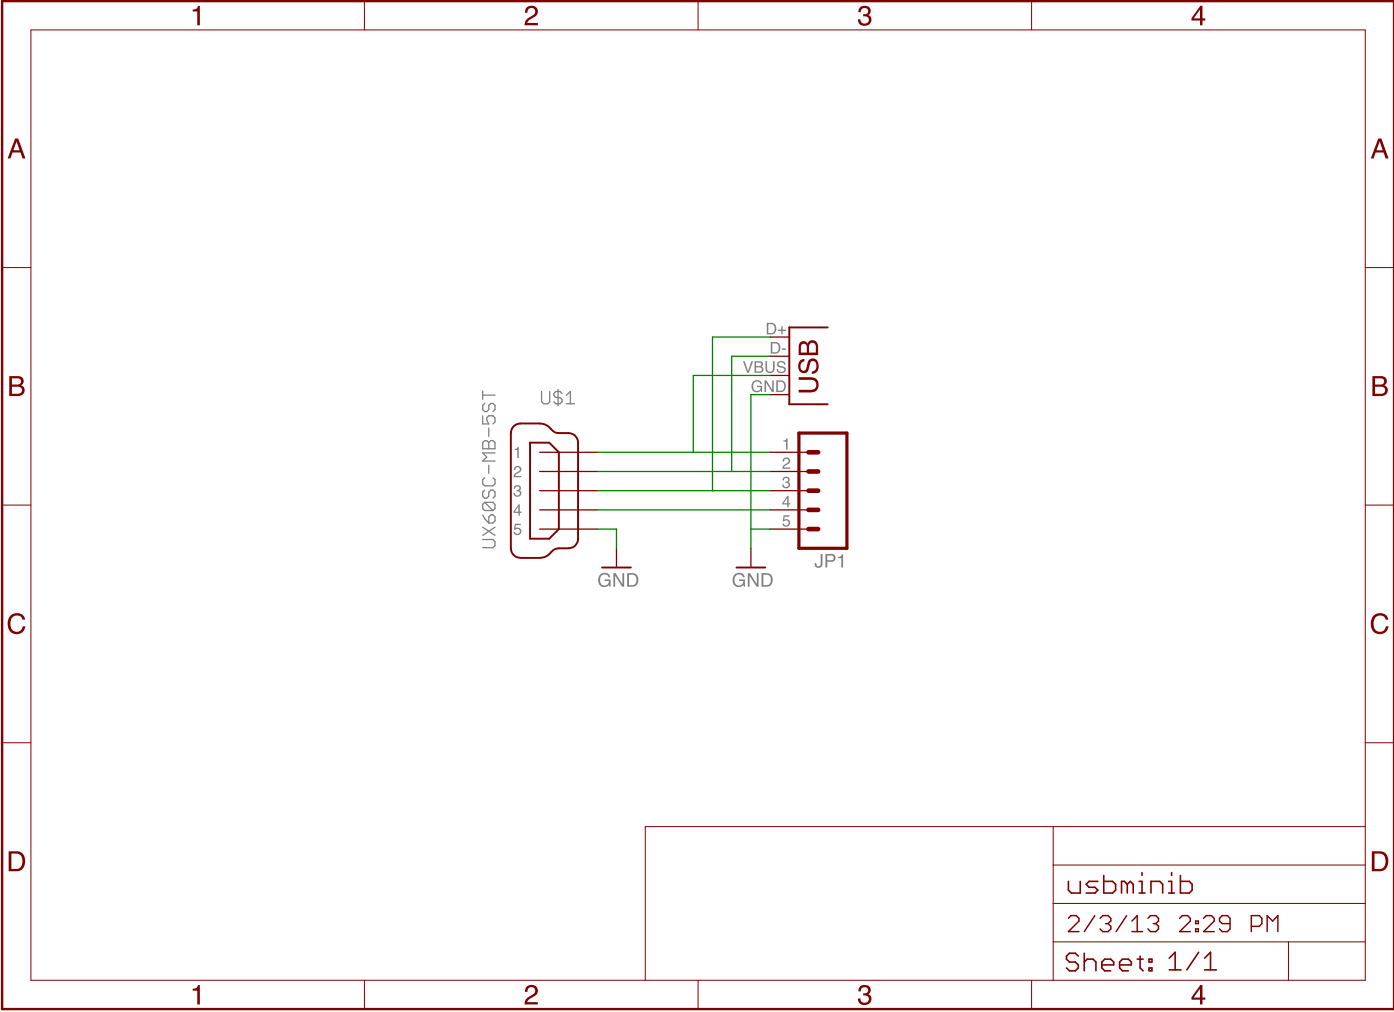 1 2 3 4
A A
B B
C C
D D
D+
D-
VBUS
GND
USB
U$1
UX60SC-MB-5ST
1
2
3
4
5
1
2
3
4
5
GND
GND
JP1
usbminib
2/3/13 2:29 PM
Sheet: 1/1
1 2 3 4